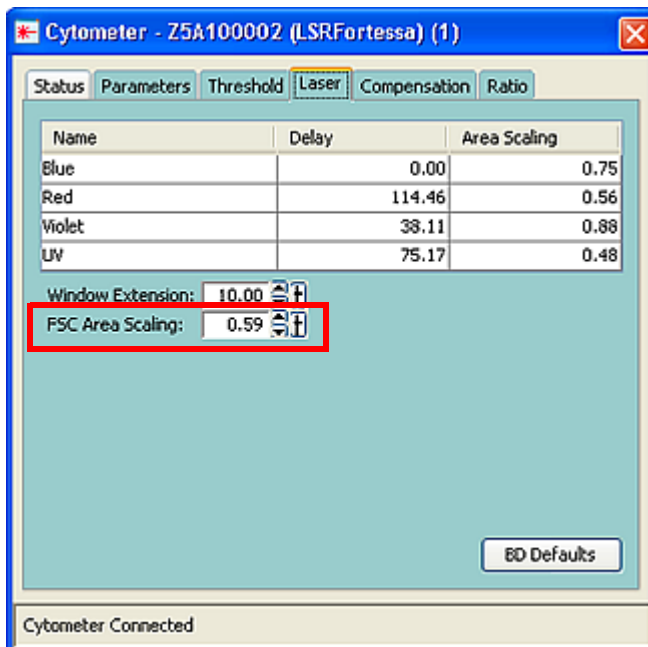 Cytometer - Z5A100002 (LSRFortessa) (1)
Status Parameters Threshold Laser Compensation Ratio
Name Delay Area Scaling
Blue 0.00 0.75
Red 114.46 0.56
Violet 38.11 0.88
UV 75.17 0.48
Window Extension: 10.00
FSC Area Scaling: 0.59
BD Defaults
Cytometer Connected